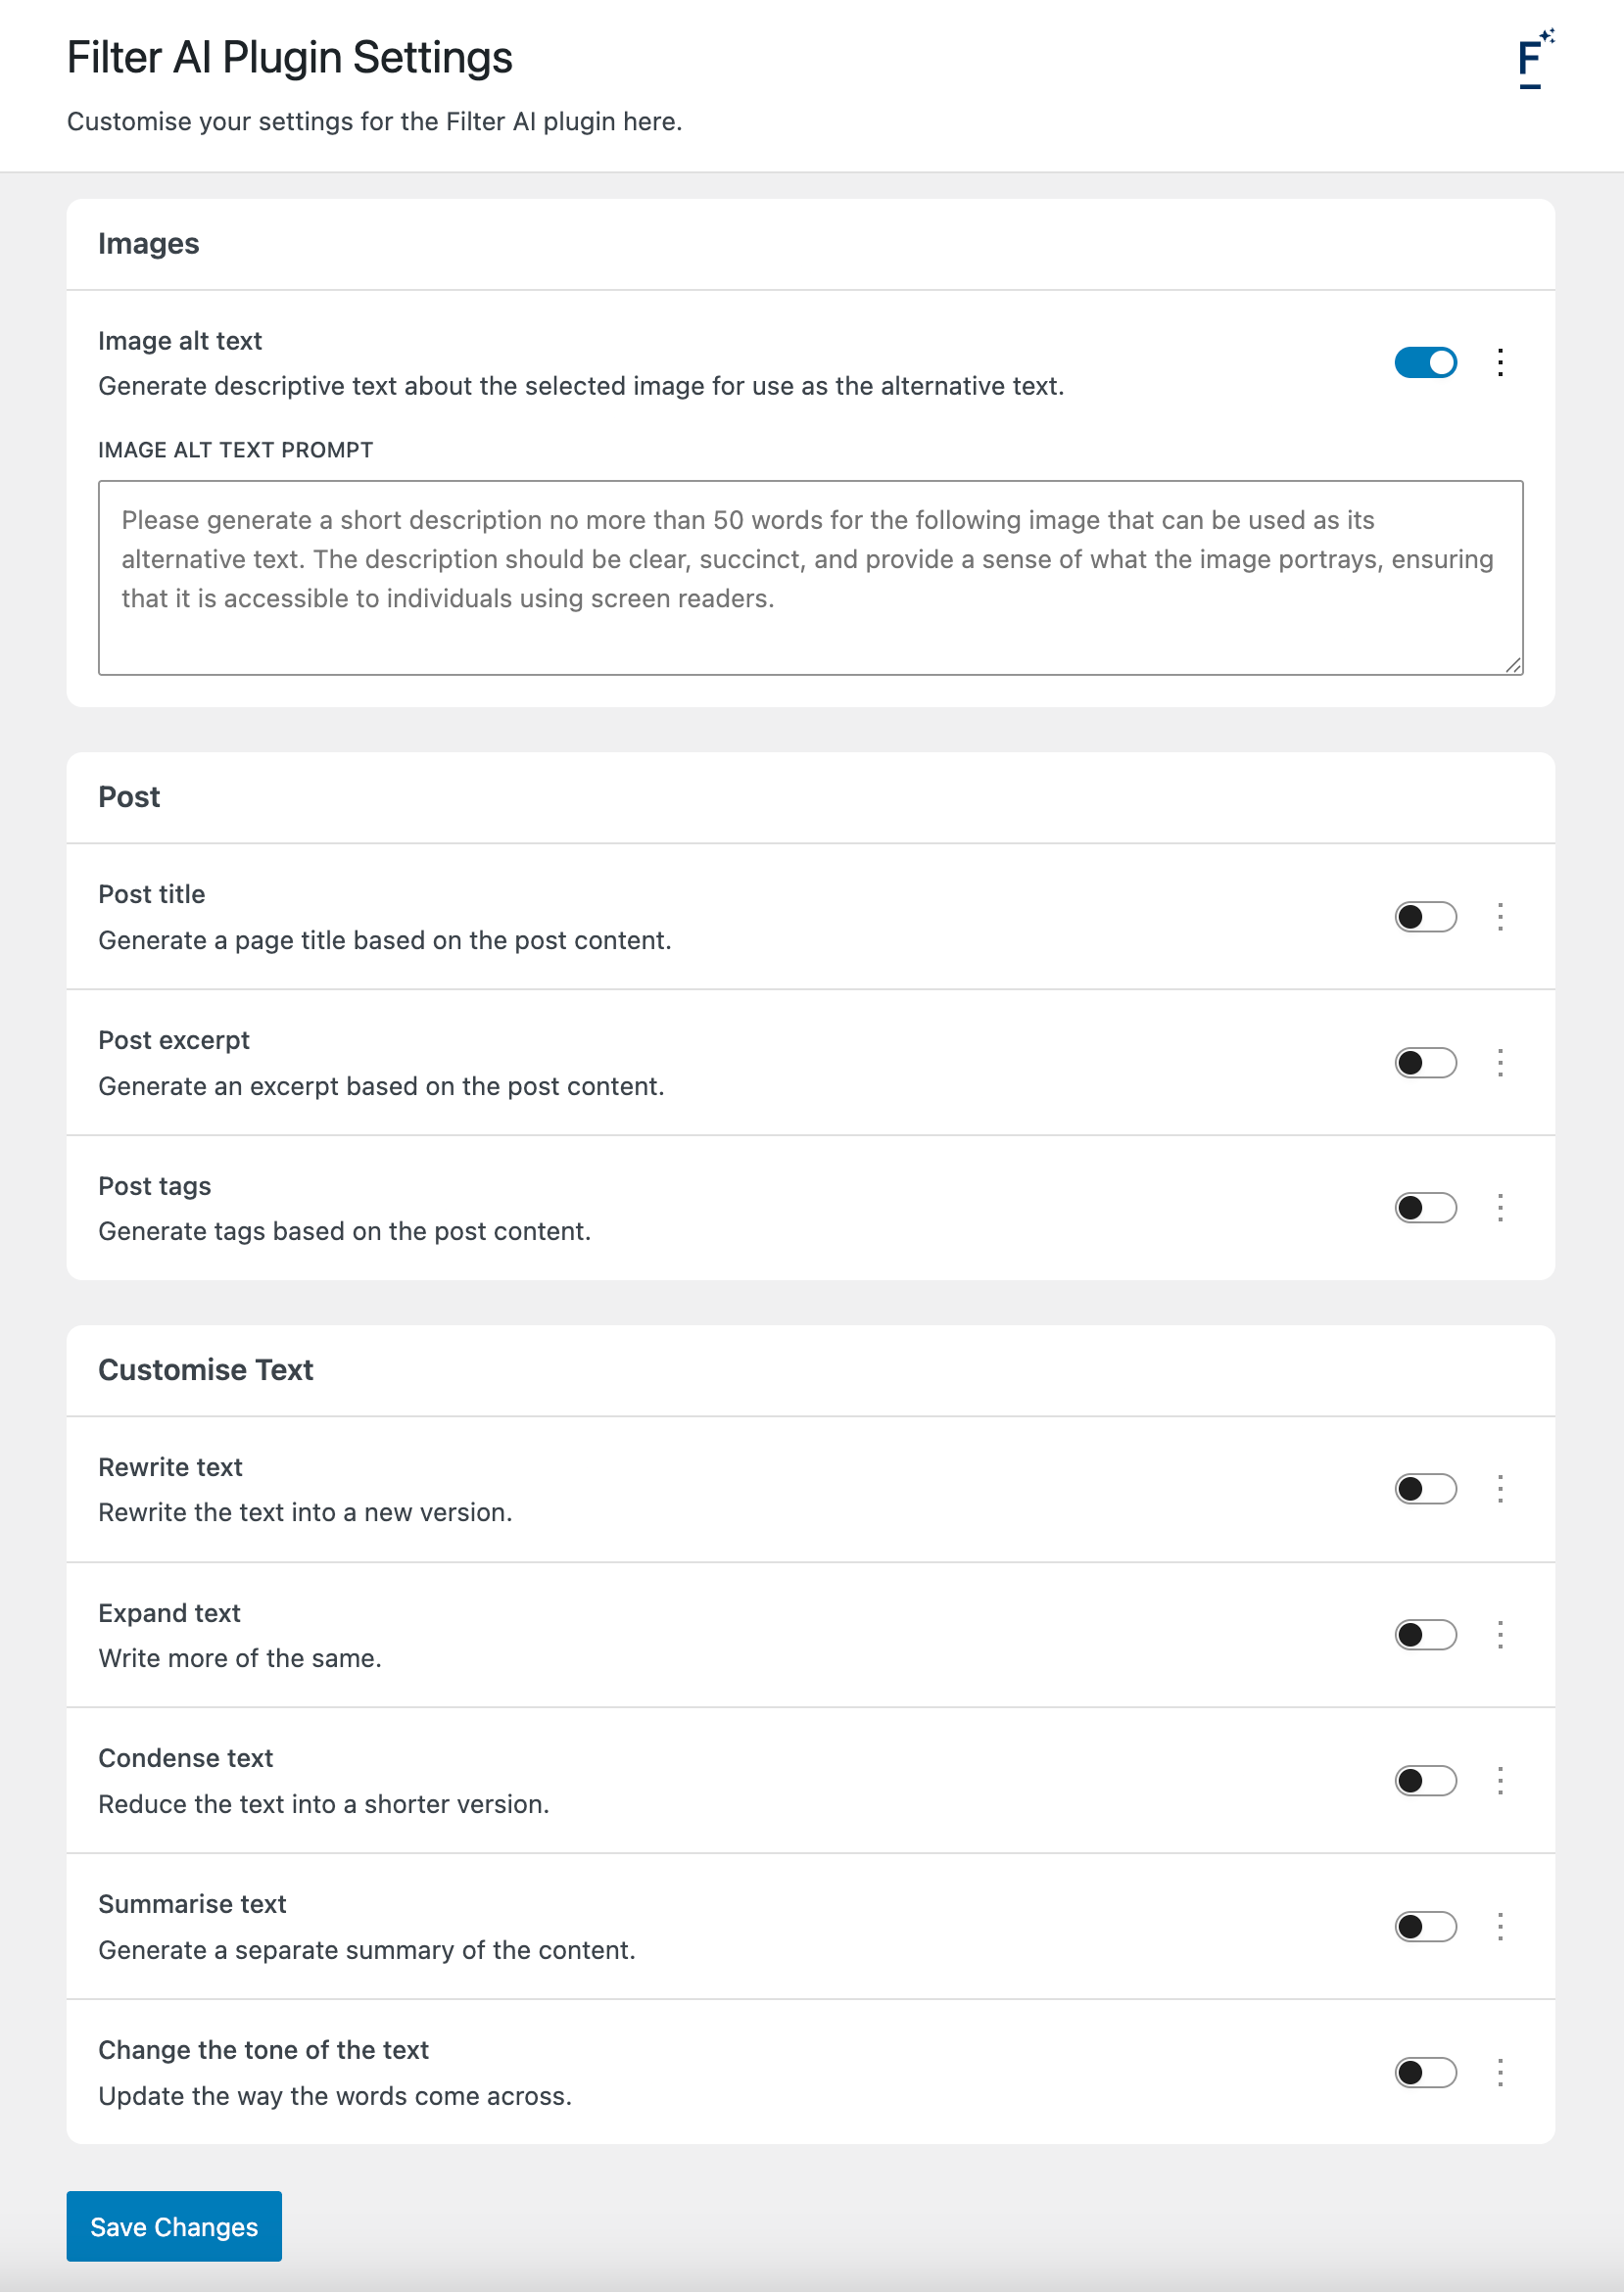 Filter AI Plugin Settings
F
Customise your settings for the Filter AI plugin here.
Images
Image alt text
Generate descriptive text about the selected image for use as the alternative text.
IMAGE ALT TEXT PROMPT
Please generate a short description no more than 50 words for the following image that can be used as its
alternative text. The description should be clear, succinct, and provide a sense of what the image portrays, ensuring
that it is accessible to individuals using screen readers.
Post
Post title
Generate a page title based on the post content.
Post excerpt
Generate an excerpt based on the post content.
Post tags
Generate tags based on the post content.
Customise Text
Rewrite text
Rewrite the text into a new version.
Expand text
Write more of the same.
Condense text
Reduce the text into a shorter version.
Summarise text
Generate a separate summary of the content.
Change the tone of the text
Update the way the words come across.
Save Changes